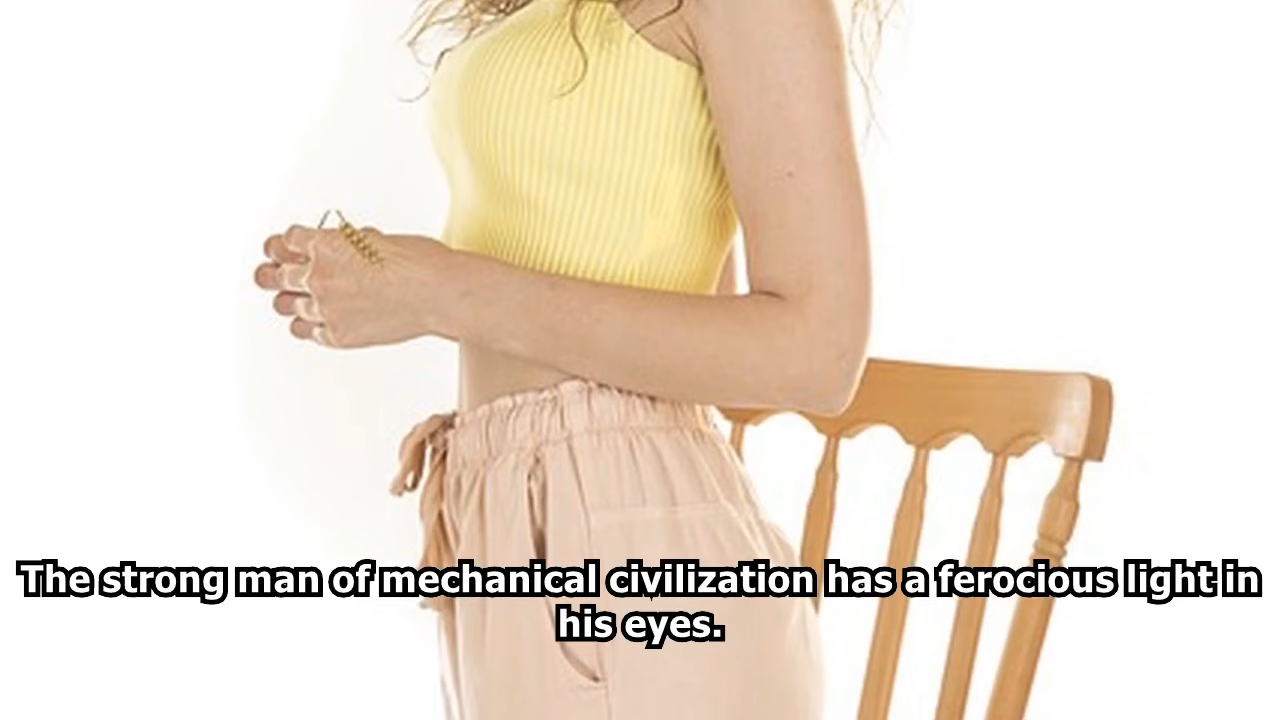 The strong man of mechanical civilization has a ferocious light in
his eyes.